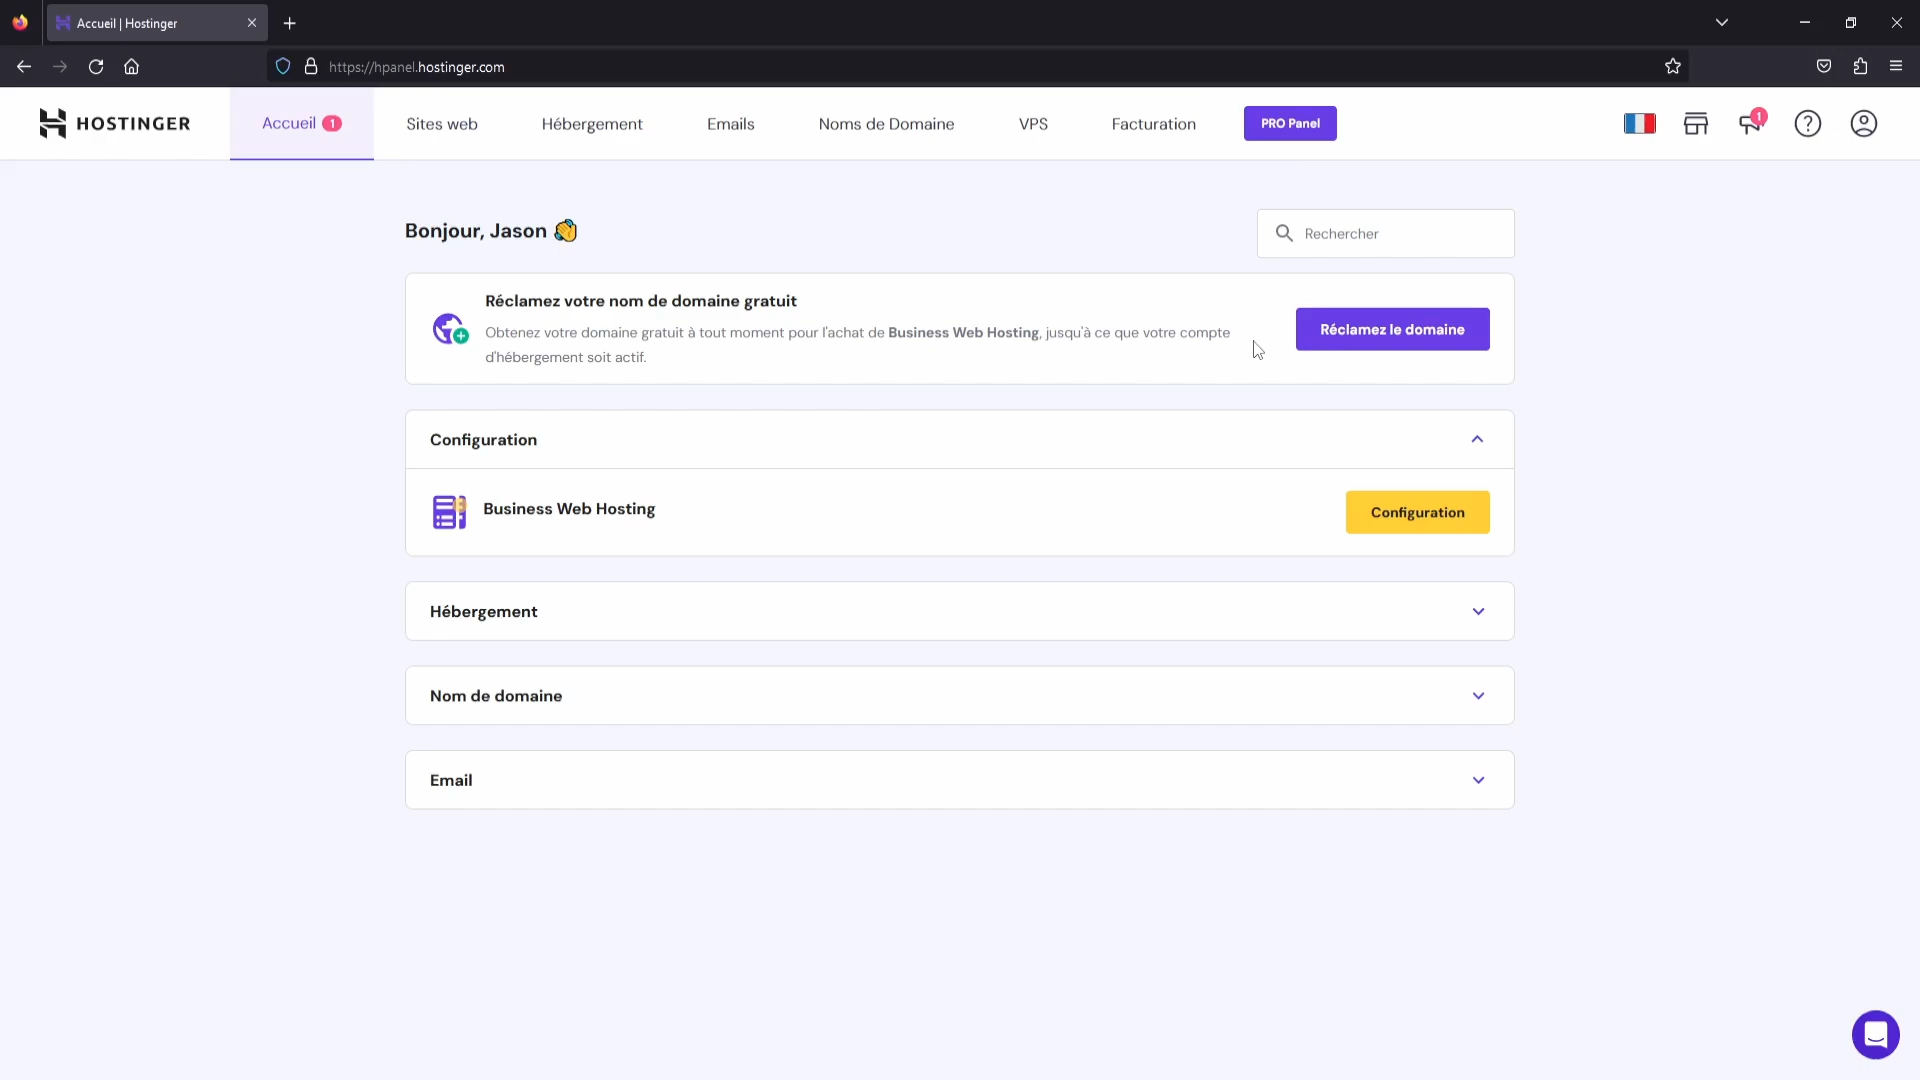 Accueil | Hostinger
https://hpanel.hostinger.com
HOSTINGER
Accueil 1
Sites web
Hébergement
Emails
Noms de Domaine
VPS
Facturation
PRO Panel
1
Bonjour, Jason
Rechercher
Réclamez votre nom de domaine gratuit
Obtenez votre domaine gratuit à tout moment pour l'achat de Business Web Hosting, jusqu'à ce que votre compte
d'hébergement soit actif.
Réclamez le domaine
Configuration
Business Web Hosting
Configuration
Hébergement
Nom de domaine
Email